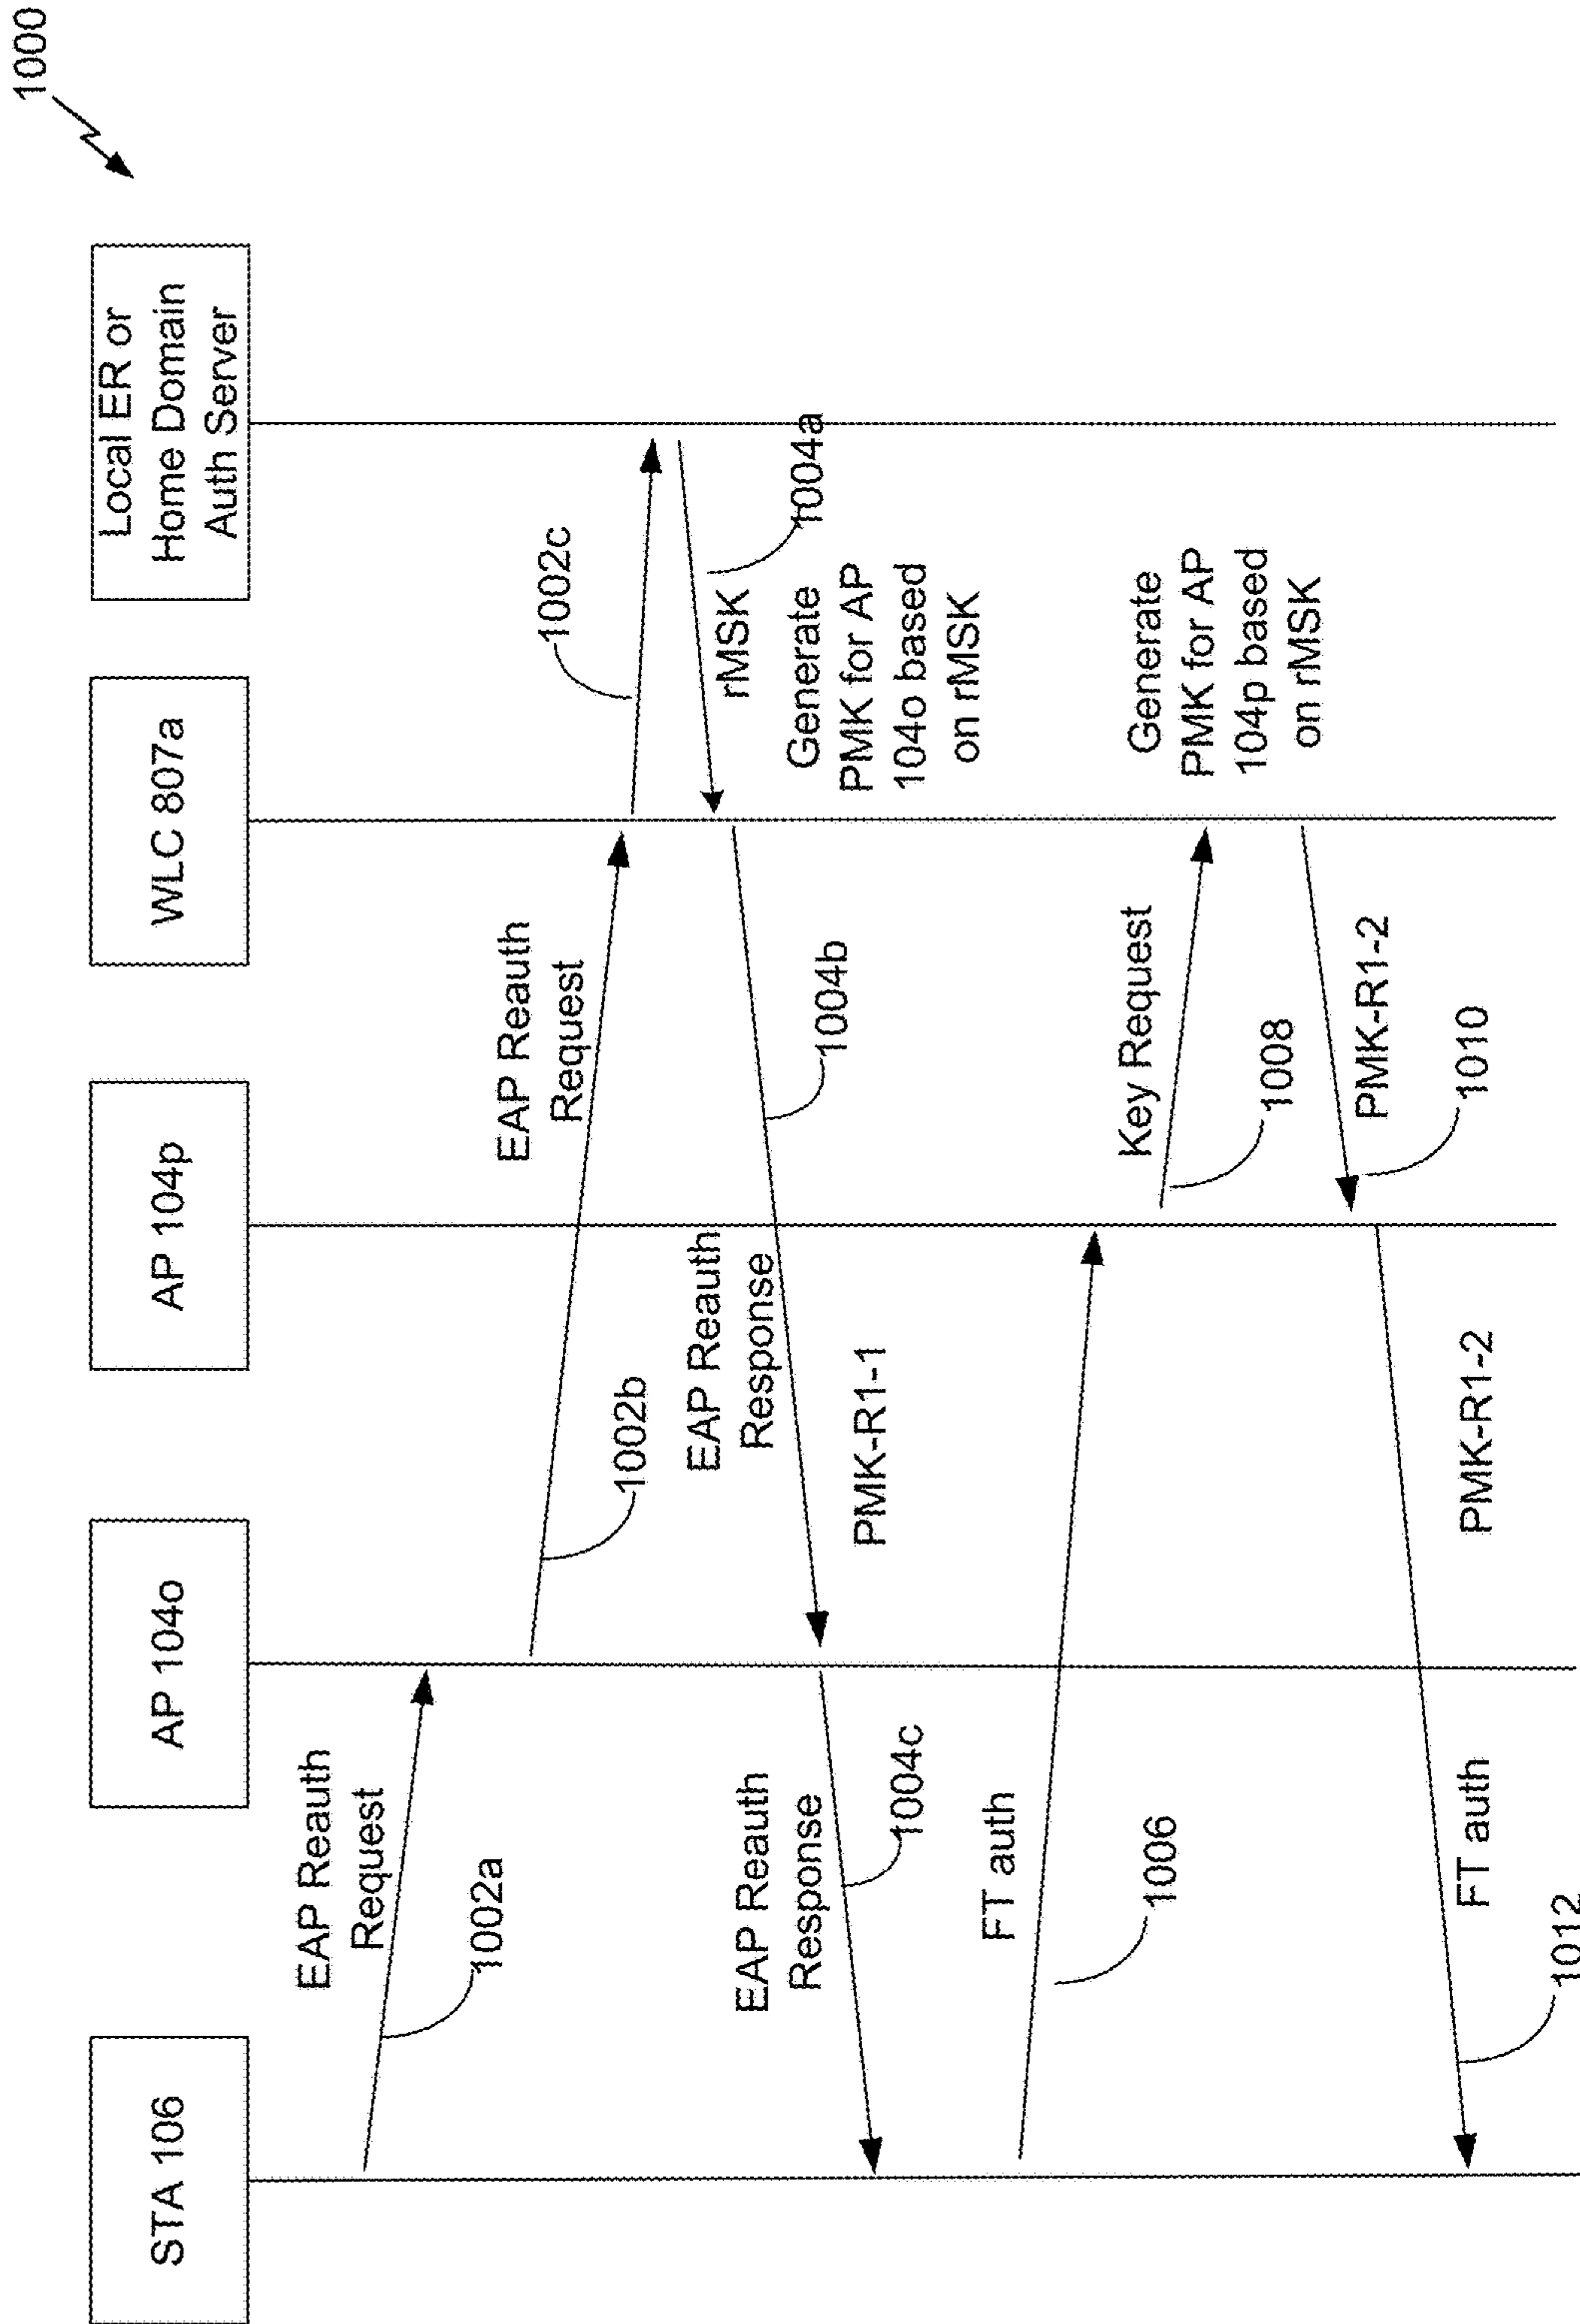 1000
STA 106
AP 104o
AP 104p
WLC 807a
Local ER or
Home Domain
Auth Server
EAP Reauth
Request
1002a
EAP Reauth
Request
1002b
1002c
1004a
rMSK
Generate
PMK for AP
104o based
on rMSK
EAP Reauth
Response
1004b
PMK-R1-1
EAP Reauth
Response
1004c
FT auth
1006
Key Request
1008
Generate
PMK for AP
104p based
on rMSK
PMK-R1-2
1010
PMK-R1-2
FT auth
1012